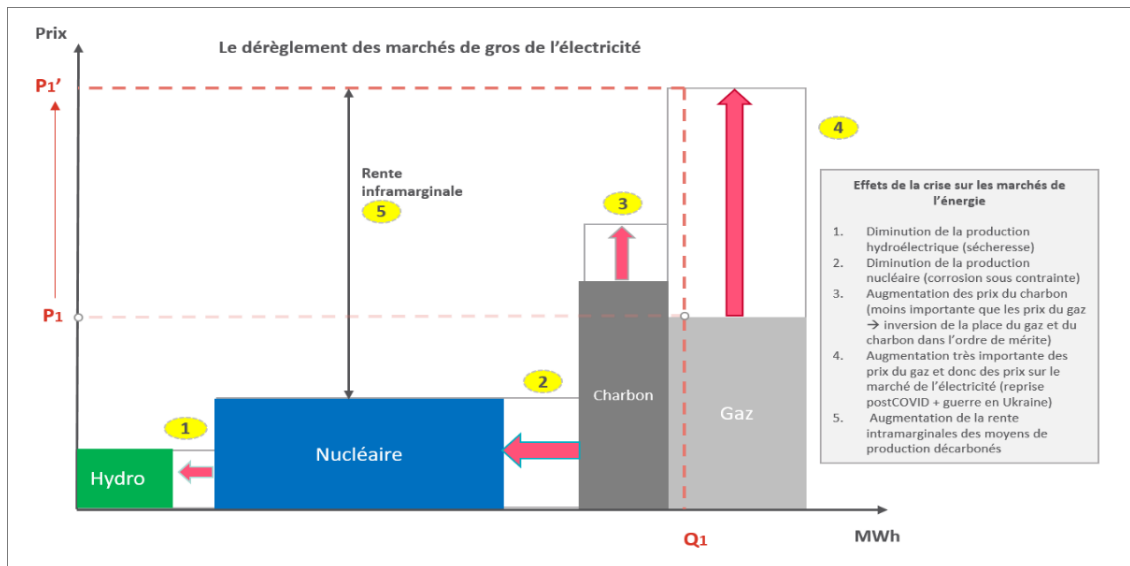 Prix
Le dérèglement des marchés de gros de l'électricité
P1'
4
Rente
inframarginale
5
3
Effets de la crise sur les marchés de
l'énergie
1. Diminution de la production
hydroélectrique (sécheresse)
2. Diminution de la production
nucléaire (corrosion sous contrainte)
3. Augmentation des prix du charbon
(moins importante que les prix du gaz
→ inversion de la place du gaz et du
charbon dans l'ordre de mérite)
4. Augmentation très importante des
prix du gaz et donc des prix sur le
marché de l'électricité (reprise
postCOVID + guerre en Ukraine)
5. Augmentation de la rente
intramarginales des moyens de
production décarbonés
P1
2
Charbon
Gaz
1
Nucléaire
Hydro
Q1
MWh